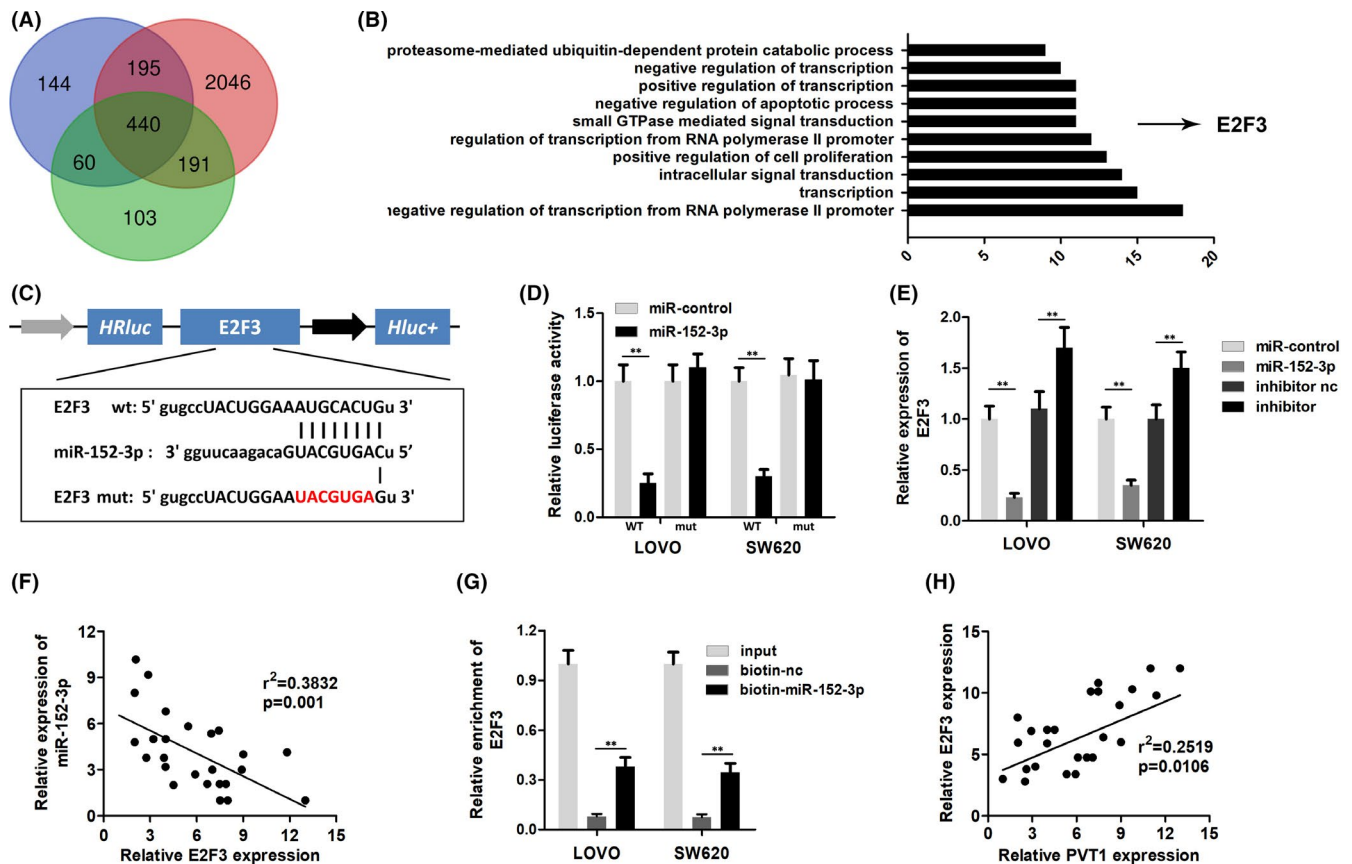 (A)
144
195
2046
440
60
191
103
(B)
proteasome-mediated ubiquitin-dependent protein catabolic process
negative regulation of transcription
positive regulation of transcription
negative regulation of apoptotic process
small GTPase mediated signal transduction
regulation of transcription from RNA polymerase II promoter
positive regulation of cell proliferation
intracellular signal transduction
transcription
negative regulation of transcription from RNA polymerase II promoter
0 5 10 15 20
E2F3
(C)
HRluc E2F3 Hluc+
E2F3 wt: 5' gugccUACUGGAAAUGCACUGu 3'
miR-152-3p : 3' gguucaagacaGUACGUGACu 5'
E2F3 mut: 5' gugccUACUGGAAUACGUGAGu 3'
(D)
miR-control
miR-152-3p
Relative luciferase activity
1.5
1.0
0.5
0.0
** **
WT mut WT mut
LOVO SW620
(E)
Relative expression of
E2F3
2.0
1.5
1.0
0.5
0.0
** ** ** **
LOVO SW620
miR-control
miR-152-3p
inhibitor nc
inhibitor
(F)
Relative expression of
miR-152-3p
12
9
6
3
0
r2=0.3832
p=0.001
0 3 6 9 12 15
Relative E2F3 expression
(G)
Relative enrichment of
E2F3
1.2
0.9
0.6
0.3
0.0
** **
input
biotin-nc
biotin-miR-152-3p
LOVO SW620
(H)
Relative E2F3 expression
15
10
5
0
r2=0.2519
p=0.0106
0 3 6 9 12 15
Relative PVT1 expression